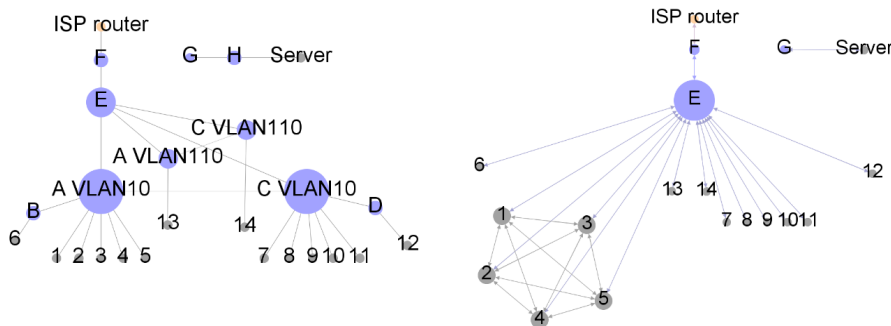 ISP router
F
G H Server
E
C VLAN110
A VLAN110
A VLAN10
C VLAN10
B
D
6
13
14
12
1 2 3 4 5
7 8 9 10 11
ISP router
F
G Server
E
6
12
13 14
1
3
7 8 9 10 11
2
5
4